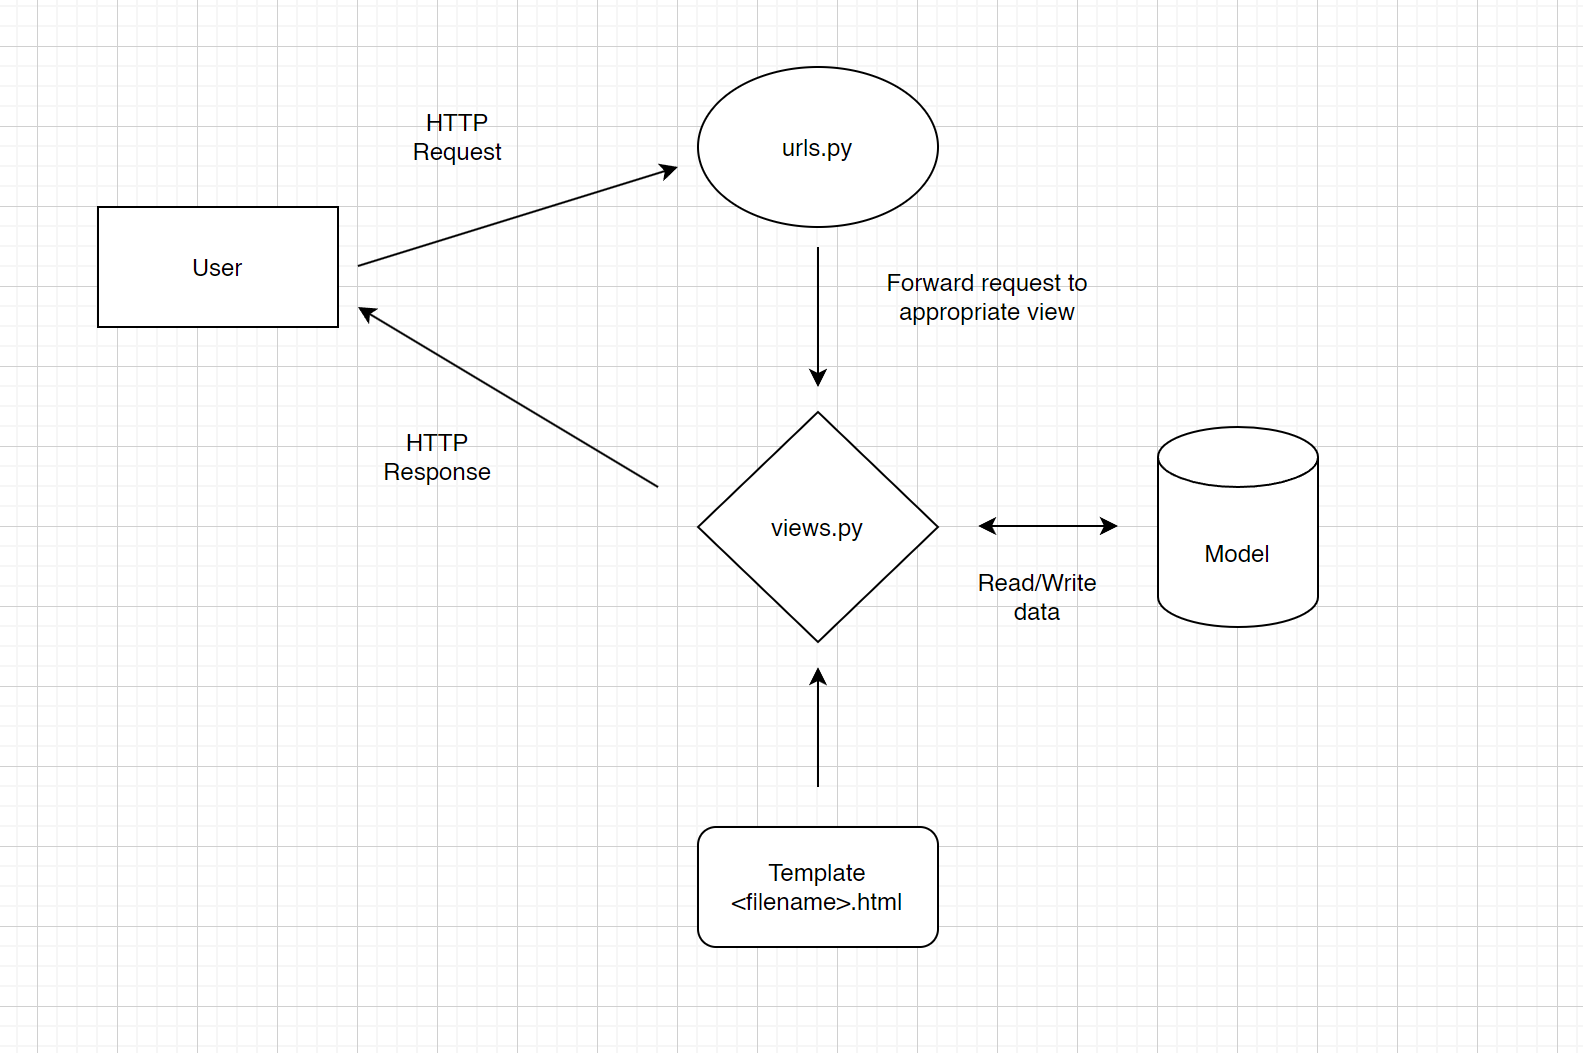 HTTP
Request
urls.py
User
Forward request to
appropriate view
HTTP
Response
views.py
Model
Read/Write
data
Template
<filename>.html